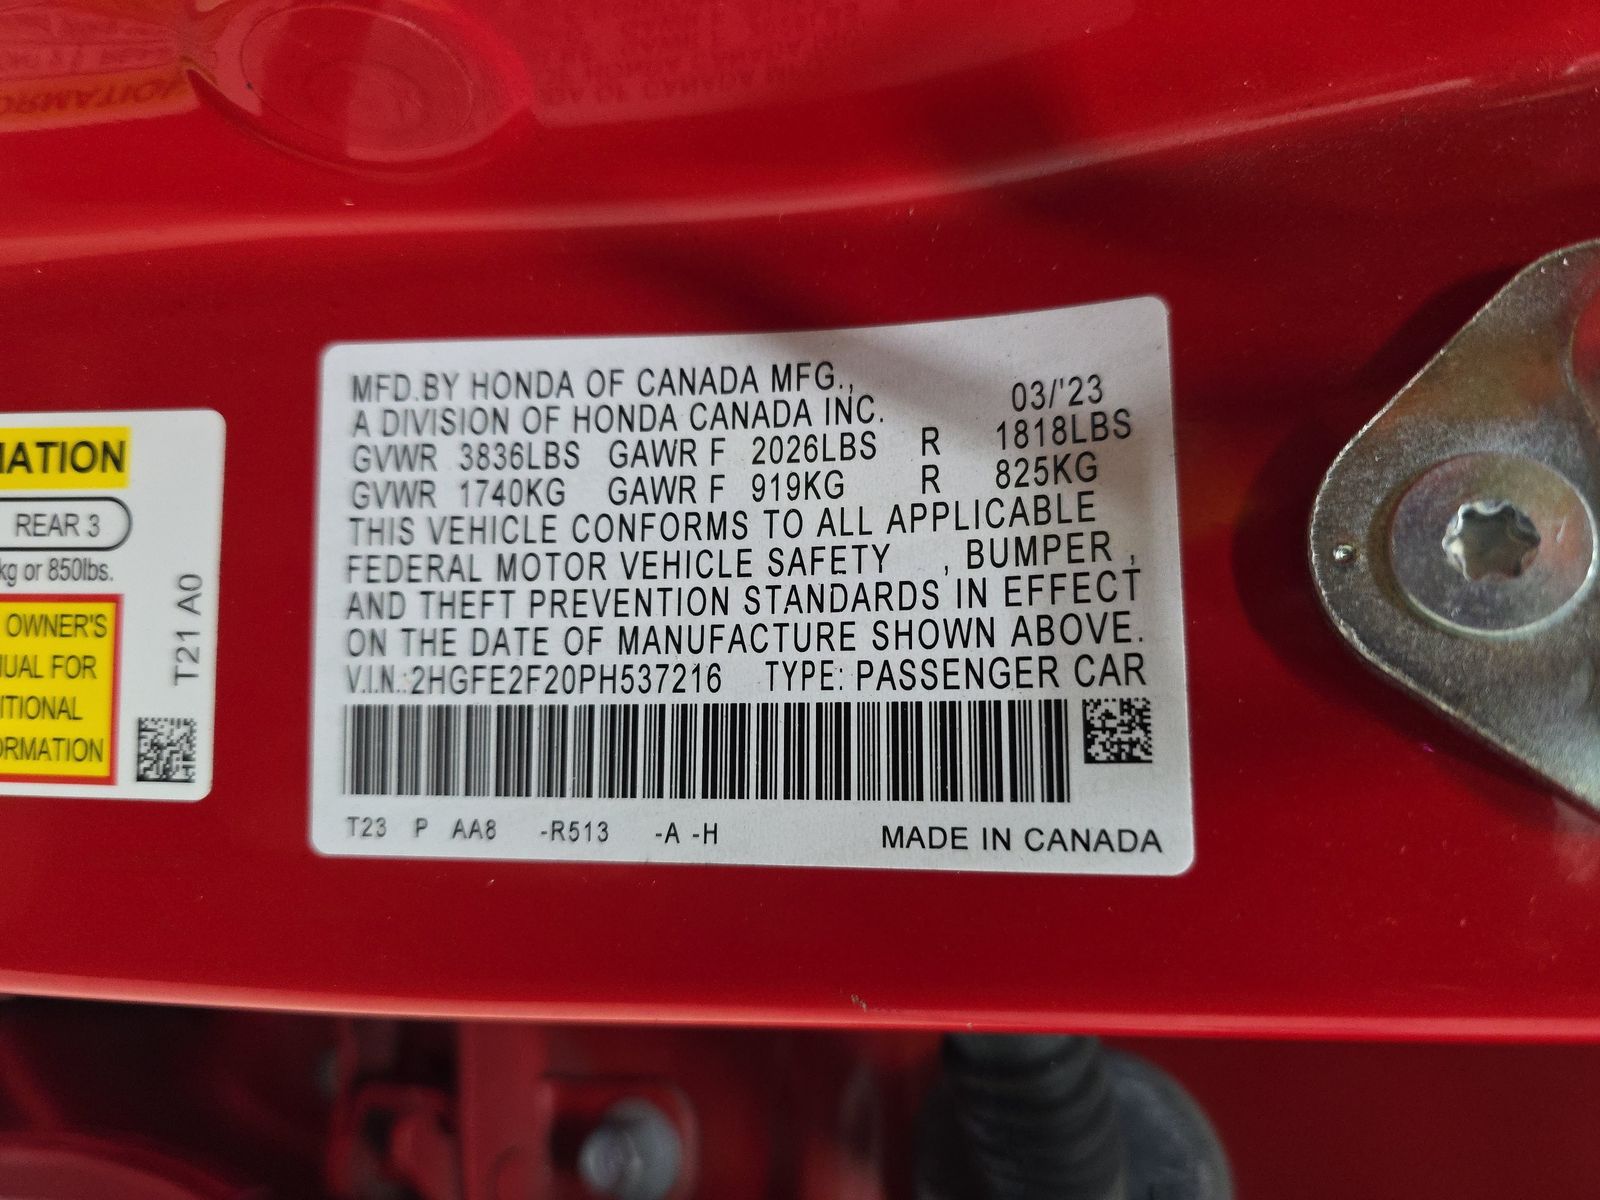 MFD.BY HONDA OF CANADA MFG.,
A DIVISION OF HONDA CANADA INC. 03/'23
GVWR 3836LBS GAWR F 2026LBS R 1818LBS
GVWR 1740KG GAWR F 919KG R 825KG
THIS VEHICLE CONFORMS TO ALL APPLICABLE
FEDERAL MOTOR VEHICLE SAFETY , BUMPER ,
AND THEFT PREVENTION STANDARDS IN EFFECT
ON THE DATE OF MANUFACTURE SHOWN ABOVE.
V.I.N.:2HGFE2F20PH537216 TYPE: PASSENGER CAR
T23 P AA8 -R513 -A -H MADE IN CANADA
MATION
REAR 3
kg or 850lbs.
OWNER'S
UAL FOR
ITIONAL
ORMATION
T21 A0